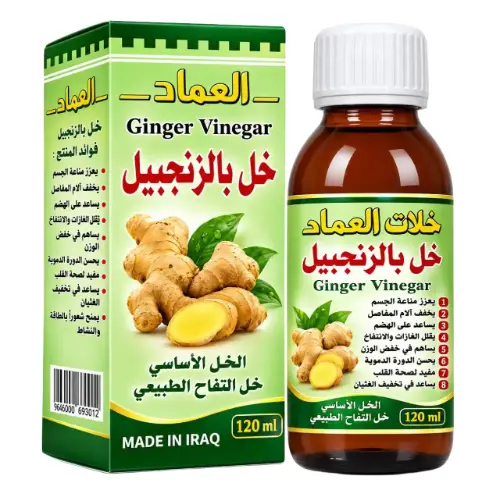 العماد
خل بالزنجبيل
فوائد المنتج :
يعزز مناعة الجسم
يخفف آلام المفاصل
يساعد على الهضم
يقلل الغازات والانتفاخ
يساهم في خفض
الوزن
يحسن الدورة الدموية
مفيد لصحة القلب
يساعد في تخفيف
الغثيان
يمنح شعوراً بالطاقة
والنشاط
9646000 693012
العماد
Ginger Vinegar
خل بالزنجبيل
الخل الأساسي
خل التفاح الطبيعي
MADE IN IRAQ
120 ml
خلات العماد
خل بالزنجبيل
Ginger Vinegar
1 يعزز مناعة الجسم
2 يخفف آلام المفاصل
3 يساعد على الهضم
4 يقلل الغازات والانتفاخ
5 يساهم في خفض الوزن
6 يحسن الدورة الدموية
7 مفيد لصحة القلب
8 يساعد في تخفيف الغثيان
الخل الأساسي
خل التفاح الطبيعي
120 ml